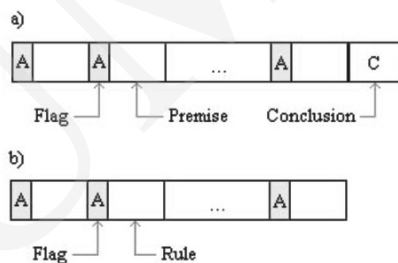 a)
A A ... A C
Flag Premise Conclusion
b)
A A ... A
Flag Rule